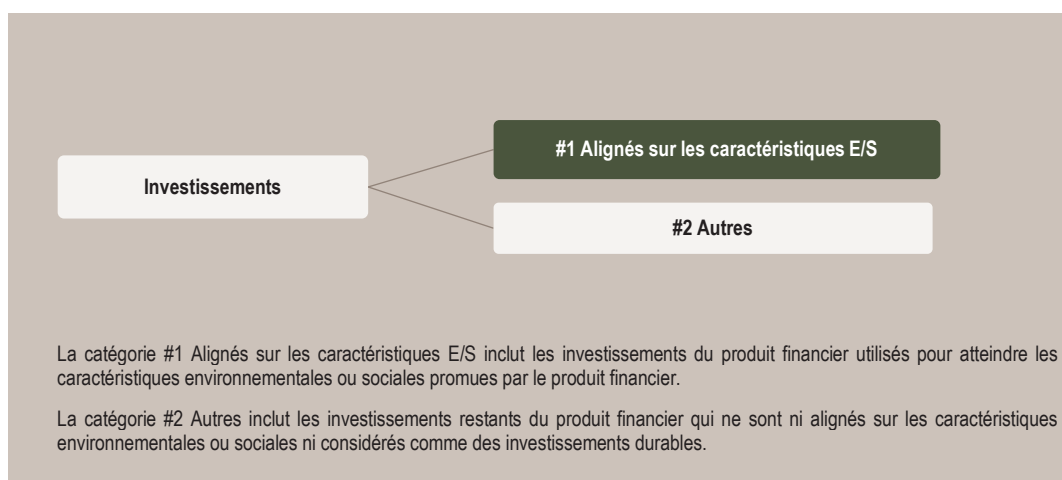 #1 Alignés sur les caractéristiques E/S
Investissements
#2 Autres
La catégorie #1 Alignés sur les caractéristiques E/S inclut les investissements du produit financier utilisés pour atteindre les
caractéristiques environnementales ou sociales promues par le produit financier.
La catégorie #2 Autres inclut les investissements restants du produit financier qui ne sont ni alignés sur les caractéristiques
environnementales ou sociales ni considérés comme des investissements durables.